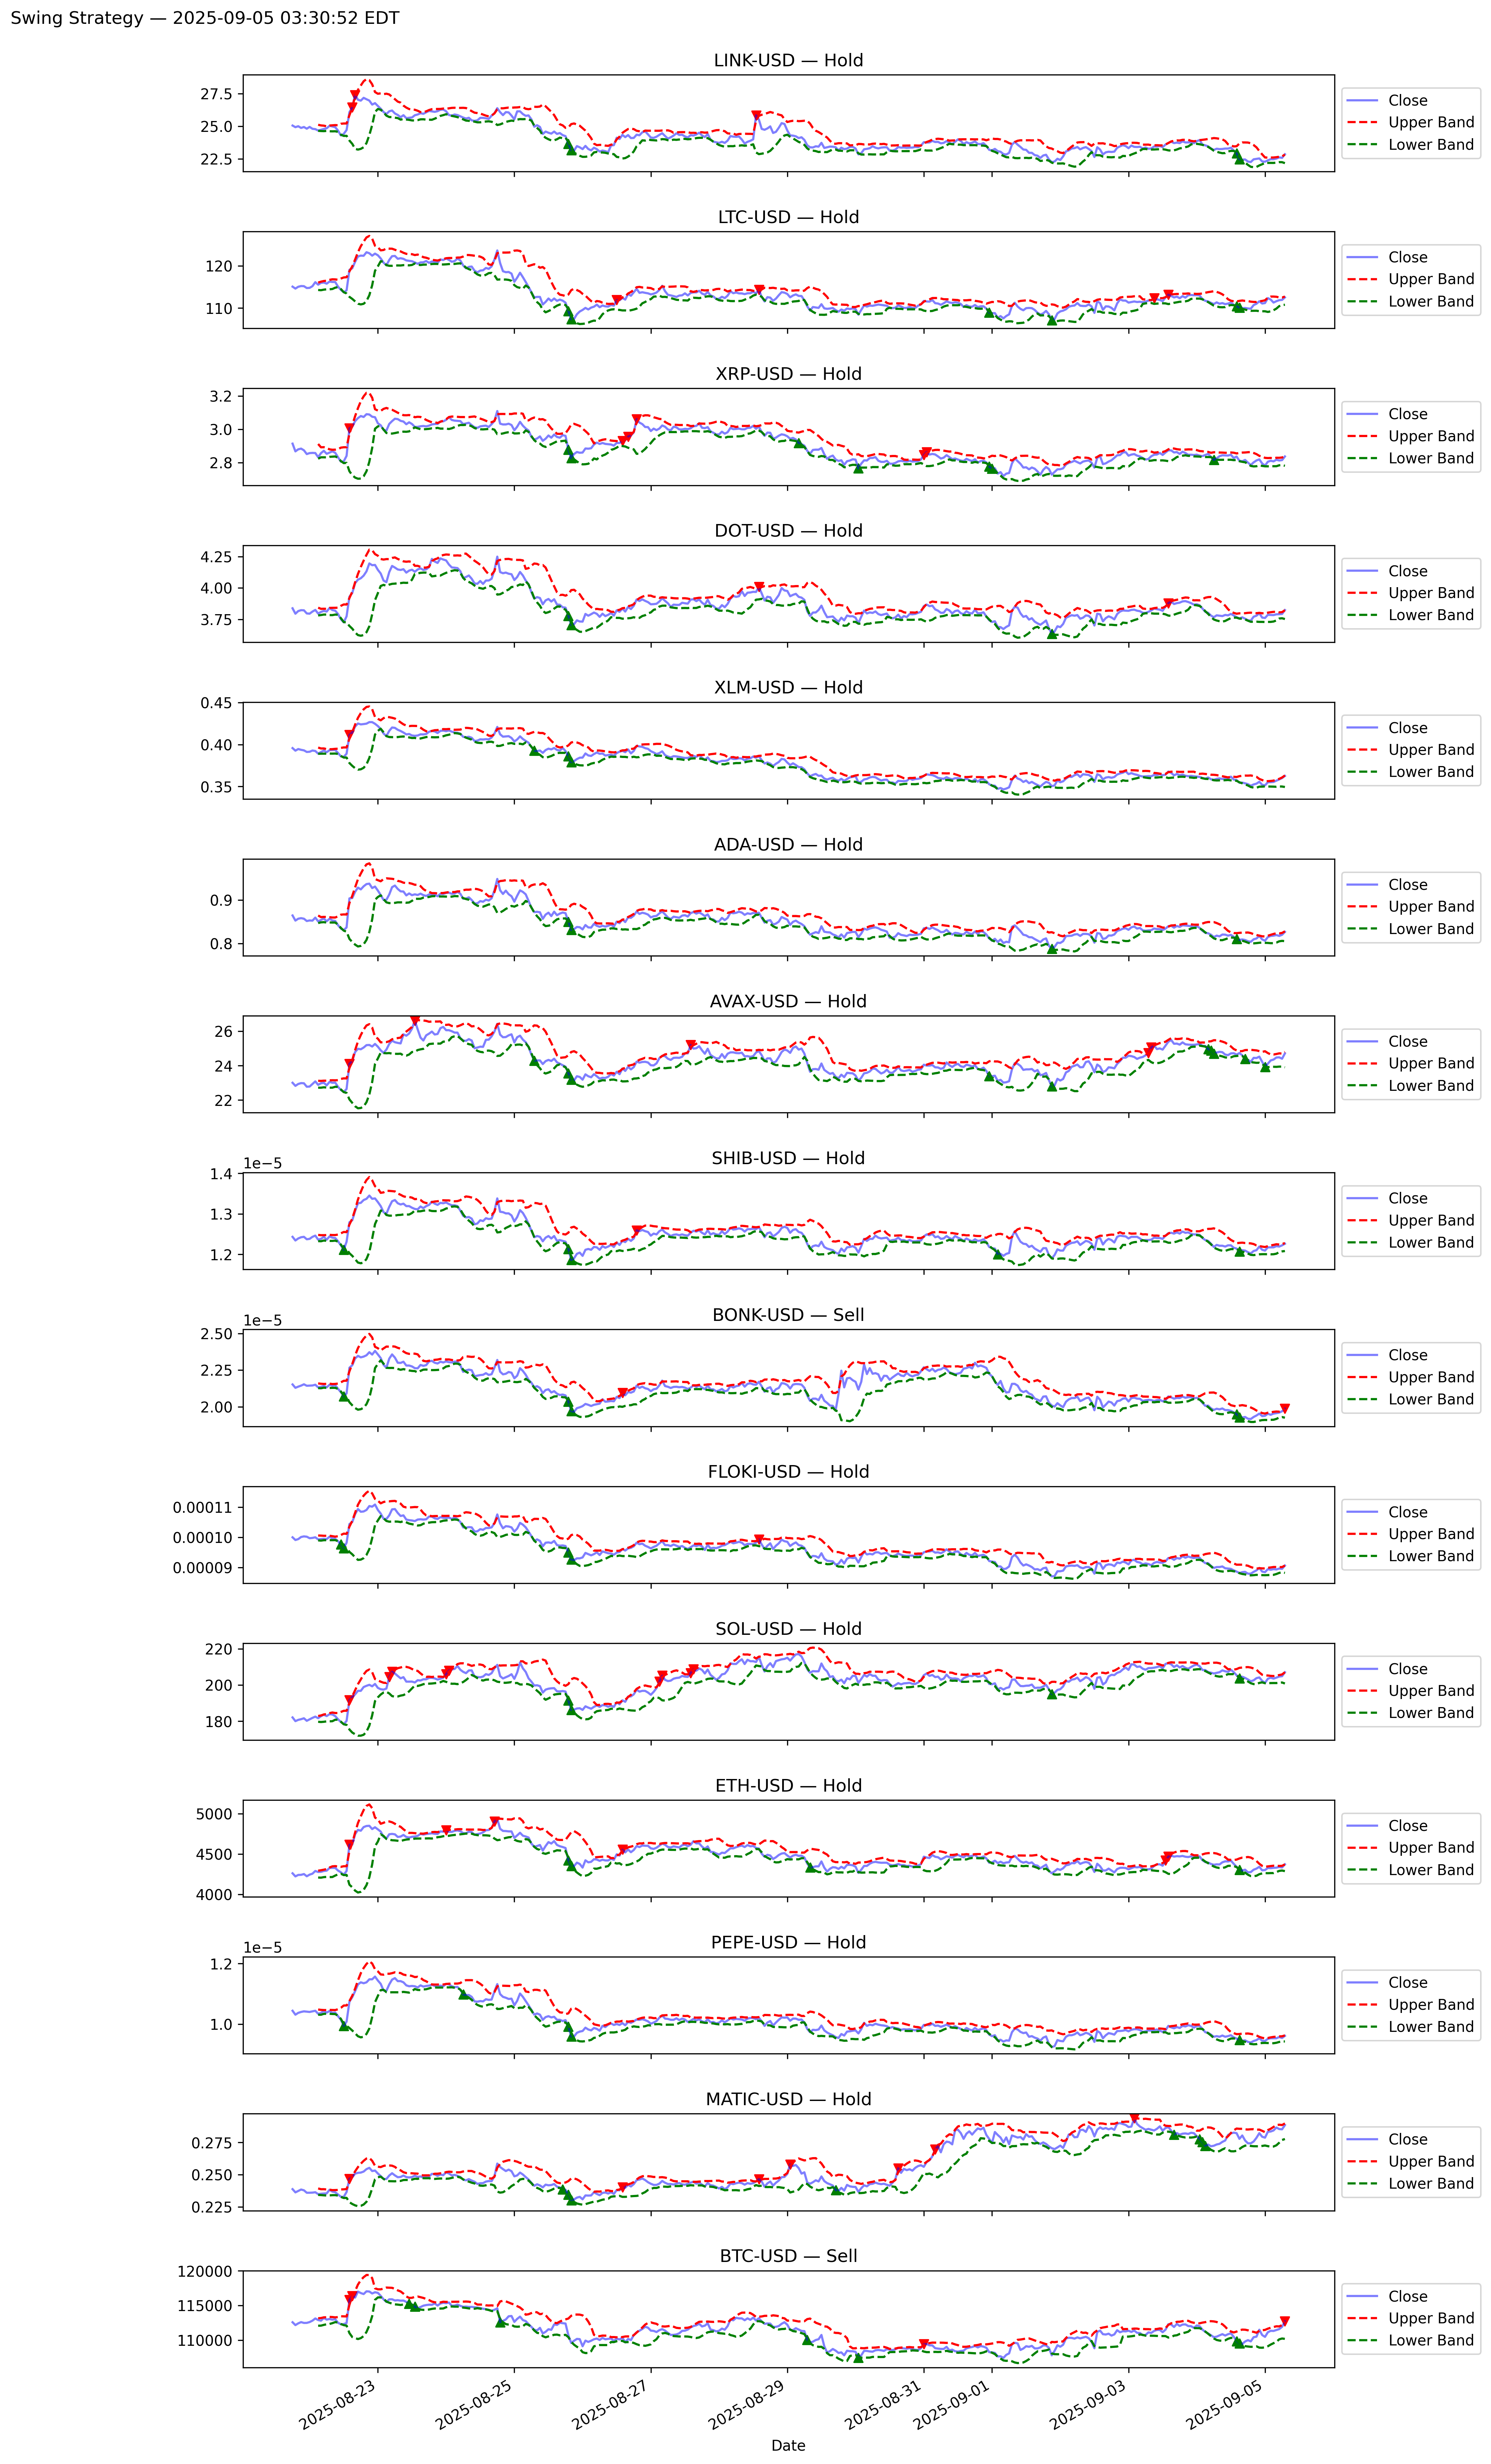 Swing Strategy — 2025-09-05 03:30:52 EDT
LINK-USD — Hold
27.5
25.0
22.5
Close
Upper Band
Lower Band
LTC-USD — Hold
120
110
Close
Upper Band
Lower Band
XRP-USD — Hold
3.2
3.0
2.8
Close
Upper Band
Lower Band
DOT-USD — Hold
4.25
4.00
3.75
Close
Upper Band
Lower Band
XLM-USD — Hold
0.45
0.40
0.35
Close
Upper Band
Lower Band
ADA-USD — Hold
0.9
0.8
Close
Upper Band
Lower Band
AVAX-USD — Hold
26
24
22
Close
Upper Band
Lower Band
SHIB-USD — Hold
1e−5
1.4
1.3
1.2
Close
Upper Band
Lower Band
BONK-USD — Sell
1e−5
2.50
2.25
2.00
Close
Upper Band
Lower Band
FLOKI-USD — Hold
0.00011
0.00010
0.00009
Close
Upper Band
Lower Band
SOL-USD — Hold
220
200
180
Close
Upper Band
Lower Band
ETH-USD — Hold
5000
4500
4000
Close
Upper Band
Lower Band
PEPE-USD — Hold
1e−5
1.2
1.0
Close
Upper Band
Lower Band
MATIC-USD — Hold
0.275
0.250
0.225
Close
Upper Band
Lower Band
BTC-USD — Sell
120000
115000
110000
Close
Upper Band
Lower Band
2025-08-23
2025-08-25
2025-08-27
2025-08-29
2025-08-31
2025-09-01
2025-09-03
2025-09-05
Date